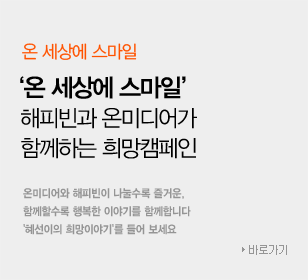 온 세상에 스마일
‘온 세상에 스마일’
해피빈과 온미디어가
함께하는 희망캠페인
온미디어와 해피빈이 나눌수록 즐거운,
함께할수록 행복한 이야기를 함께합니다
'혜선이의 희망이야기'를 들어 보세요
바로가기